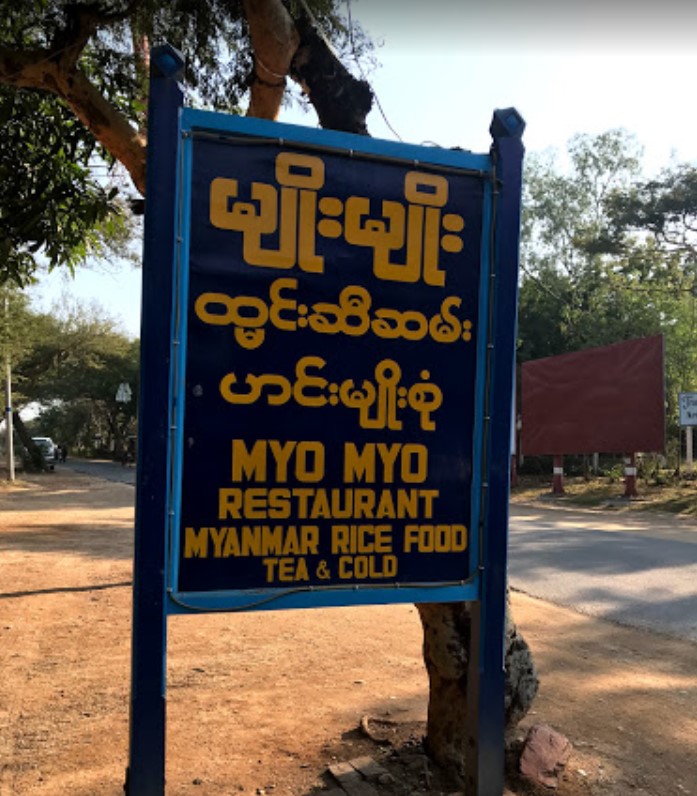 မျိုးမျိုး
ထမင်းဆီဆမ်း
ဟင်းမျိုးစုံ
MYO MYO
RESTAURANT
MYANMAR RICE FOOD
TEA & COLD